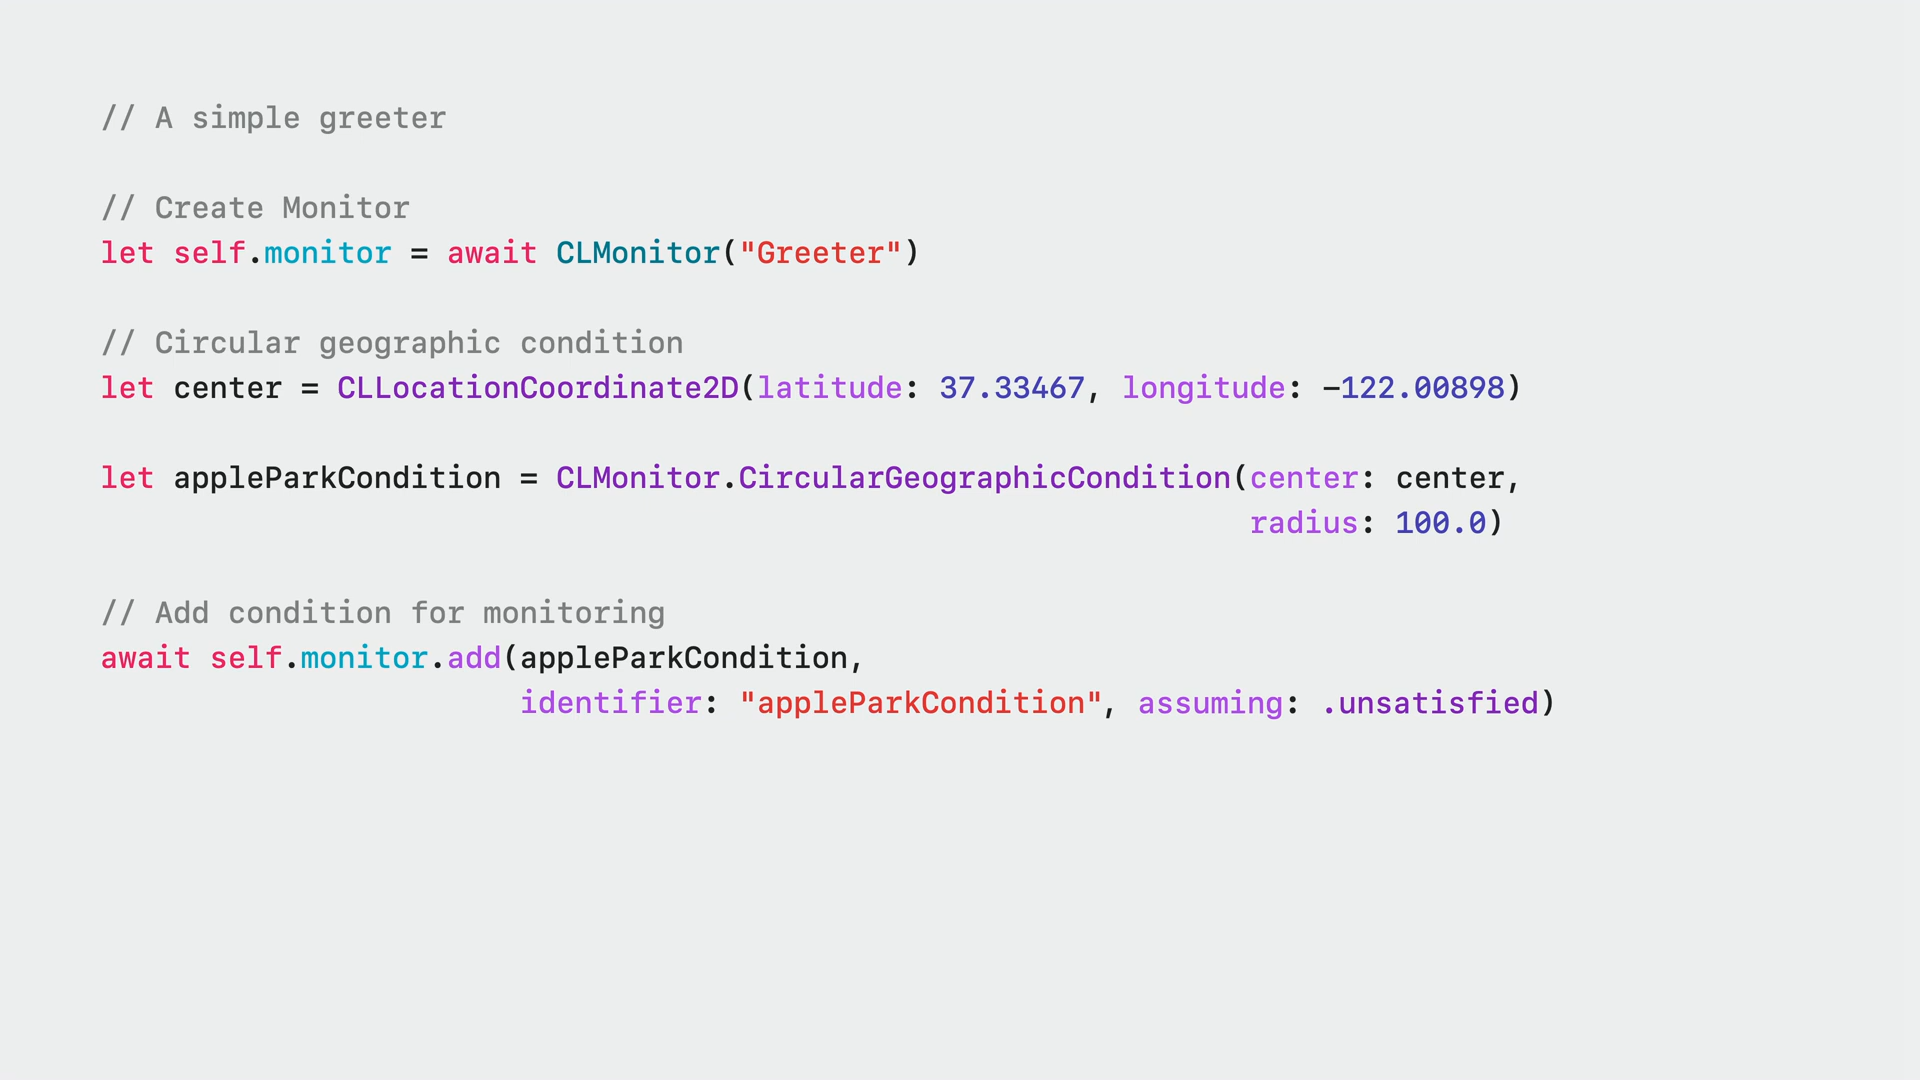 // A simple greeter
// Create Monitor
let self.monitor = await CLMonitor("Greeter")
// Circular geographic condition
let center = CLLocationCoordinate2D(latitude: 37.33467, longitude: –122.00898)
let appleParkCondition = CLMonitor.CircularGeographicCondition(center: center,
radius: 100.0)
// Add condition for monitoring
await self.monitor.add(appleParkCondition,
identifier: "appleParkCondition", assuming: .unsatisfied)